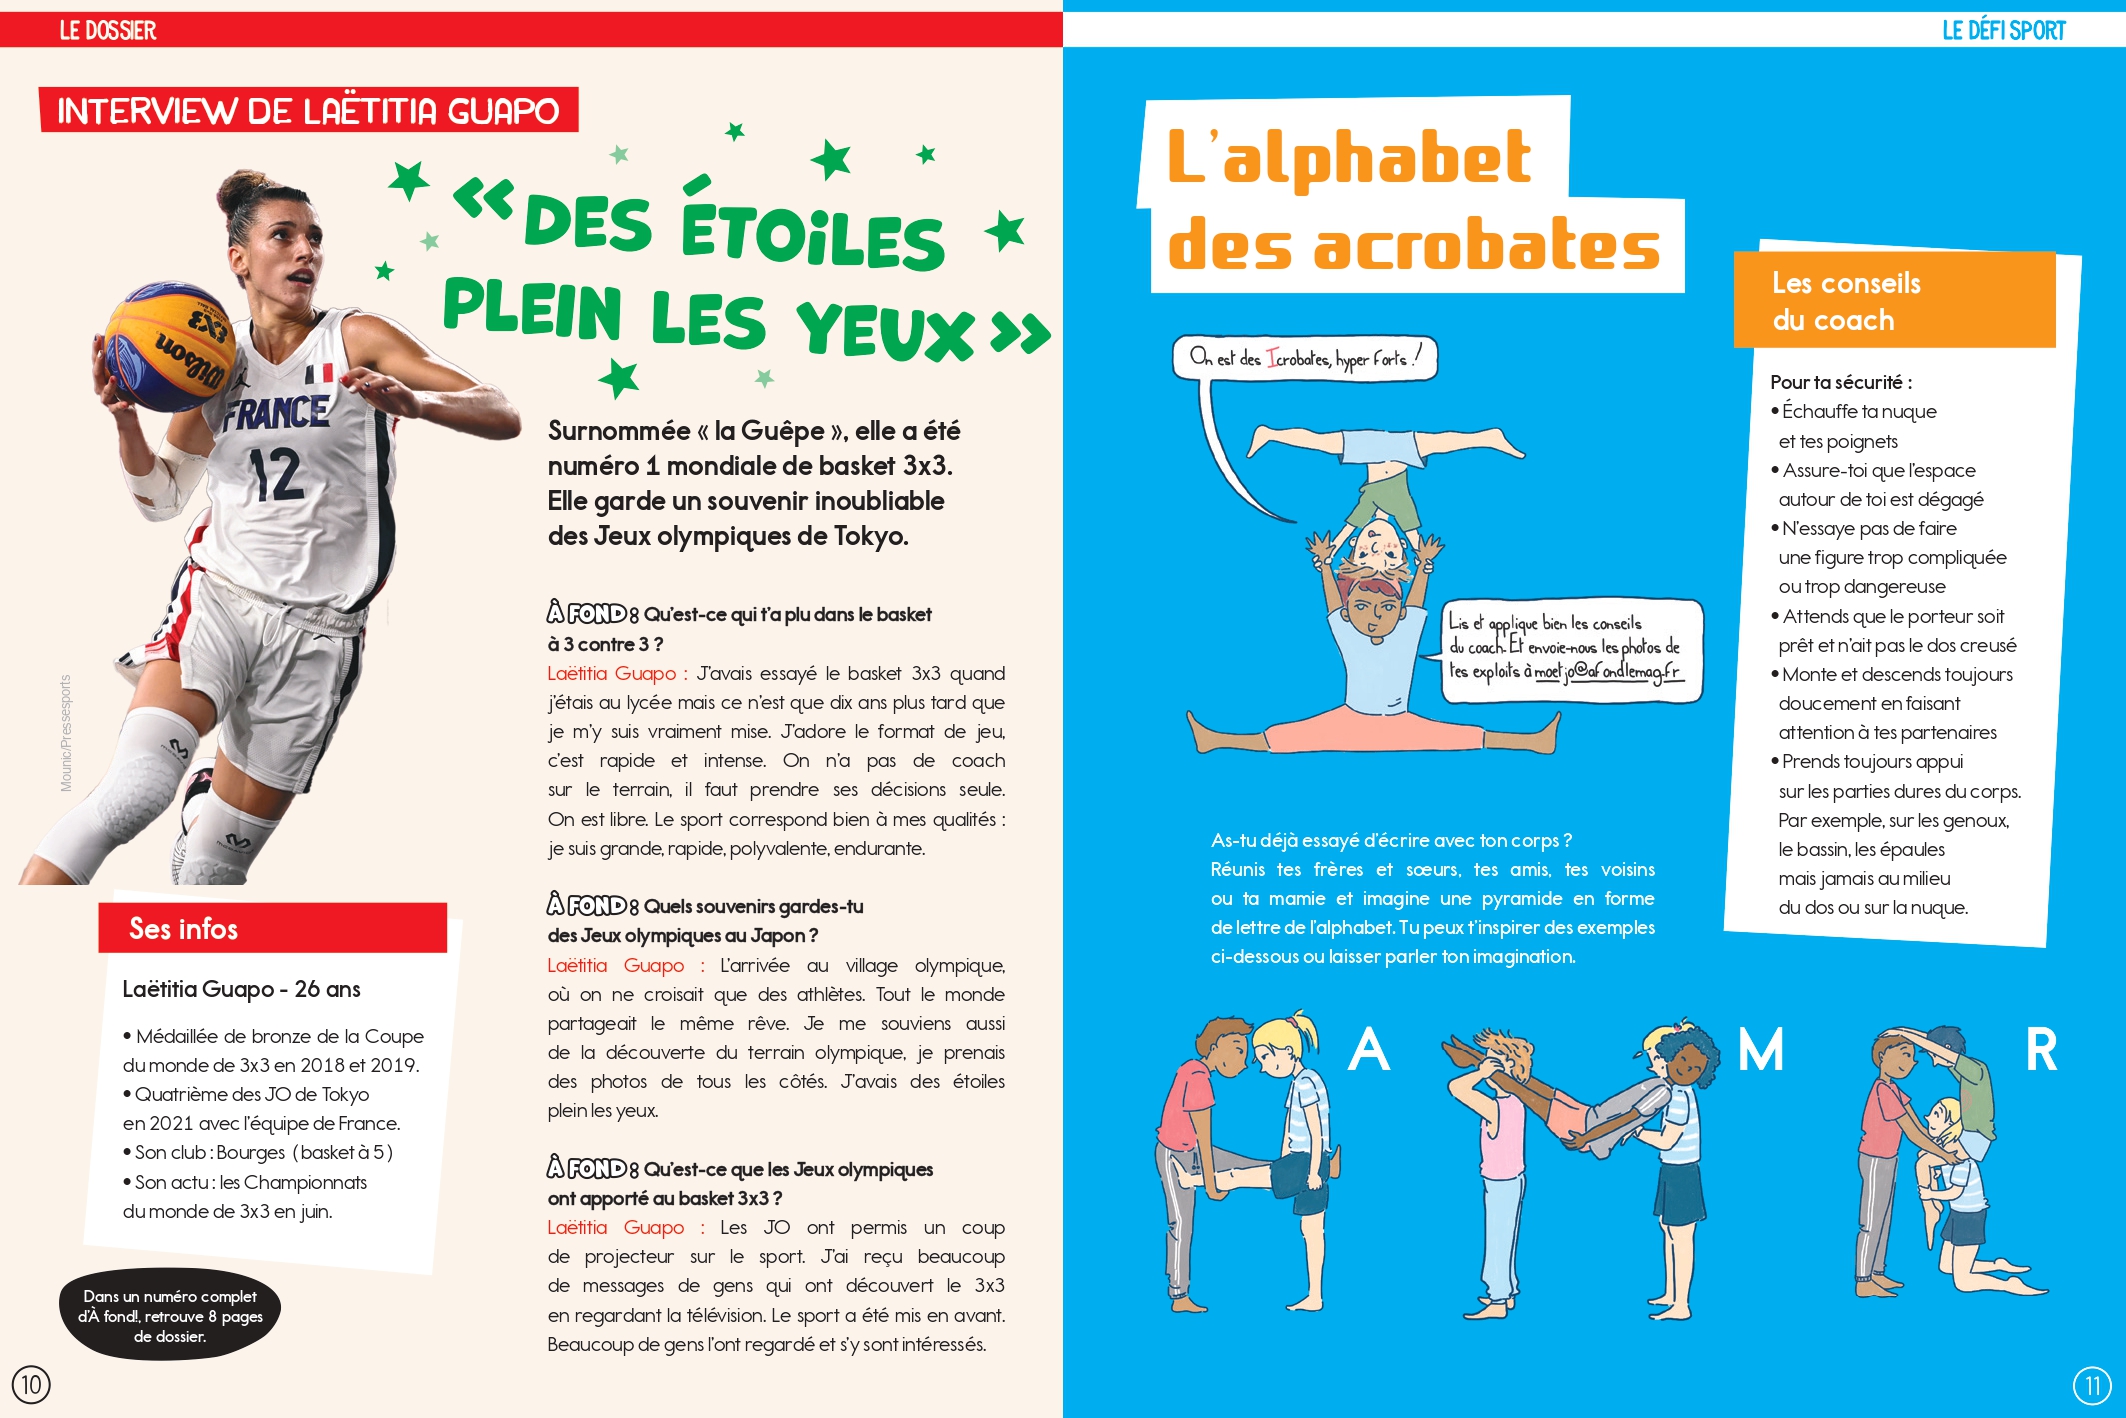 LE DOSSIER
INTERVIEW DE LAËTITIA GUAPO
« DES ÉTOILES
PLEIN LES YEUX »
Wilson
3x3
FRANCE
12
Mounic/Pressesports
Surnommée « la Guêpe », elle a été
numéro 1 mondiale de basket 3x3.
Elle garde un souvenir inoubliable
des Jeux olympiques de Tokyo.
À FOND : Qu'est-ce qui t'a plu dans le basket
à 3 contre 3 ?
Laëtitia Guapo : J'avais essayé le basket 3x3 quand
j'étais au lycée mais ce n'est que dix ans plus tard que
je m'y suis vraiment mise. J'adore le format de jeu,
c'est rapide et intense. On n'a pas de coach
sur le terrain, il faut prendre ses décisions seule.
On est libre. Le sport correspond bien à mes qualités :
je suis grande, rapide, polyvalente, endurante.
À FOND : Quels souvenirs gardes-tu
des Jeux olympiques au Japon ?
Laëtitia Guapo : L'arrivée au village olympique,
où on ne croisait que des athlètes. Tout le monde
partageait le même rêve. Je me souviens aussi
de la découverte du terrain olympique, je prenais
des photos de tous les côtés. J'avais des étoiles
plein les yeux.
À FOND : Qu'est-ce que les Jeux olympiques
ont apporté au basket 3x3 ?
Laëtitia Guapo : Les JO ont permis un coup
de projecteur sur le sport. J'ai reçu beaucoup
de messages de gens qui ont découvert le 3x3
en regardant la télévision. Le sport a été mis en avant.
Beaucoup de gens l'ont regardé et s'y sont intéressés.
Ses infos
Laëtitia Guapo - 26 ans
• Médaillée de bronze de la Coupe
du monde de 3x3 en 2018 et 2019.
• Quatrième des JO de Tokyo
en 2021 avec l'équipe de France.
• Son club : Bourges (basket à 5)
• Son actu : les Championnats
du monde de 3x3 en juin.
Dans un numéro complet
d'À fond!, retrouve 8 pages
de dossier.
10
LE DÉFI SPORT
L'alphabet
des acrobates
On est des Icrobates, hyper forts !
Lis et applique bien les conseils
du coach. Et envoie-nous les photos de
tes exploits à moetjo@afondlemag.fr
As-tu déjà essayé d'écrire avec ton corps ?
Réunis tes frères et sœurs, tes amis, tes voisins
ou ta mamie et imagine une pyramide en forme
de lettre de l'alphabet. Tu peux t'inspirer des exemples
ci-dessous ou laisser parler ton imagination.
Les conseils
du coach
Pour ta sécurité :
• Échauffe ta nuque
et tes poignets
• Assure-toi que l'espace
autour de toi est dégagé
• N'essaye pas de faire
une figure trop compliquée
ou trop dangereuse
• Attends que le porteur soit
prêt et n'ait pas le dos creusé
• Monte et descends toujours
doucement en faisant
attention à tes partenaires
• Prends toujours appui
sur les parties dures du corps.
Par exemple, sur les genoux,
le bassin, les épaules
mais jamais au milieu
du dos ou sur la nuque.
A
M
R
11